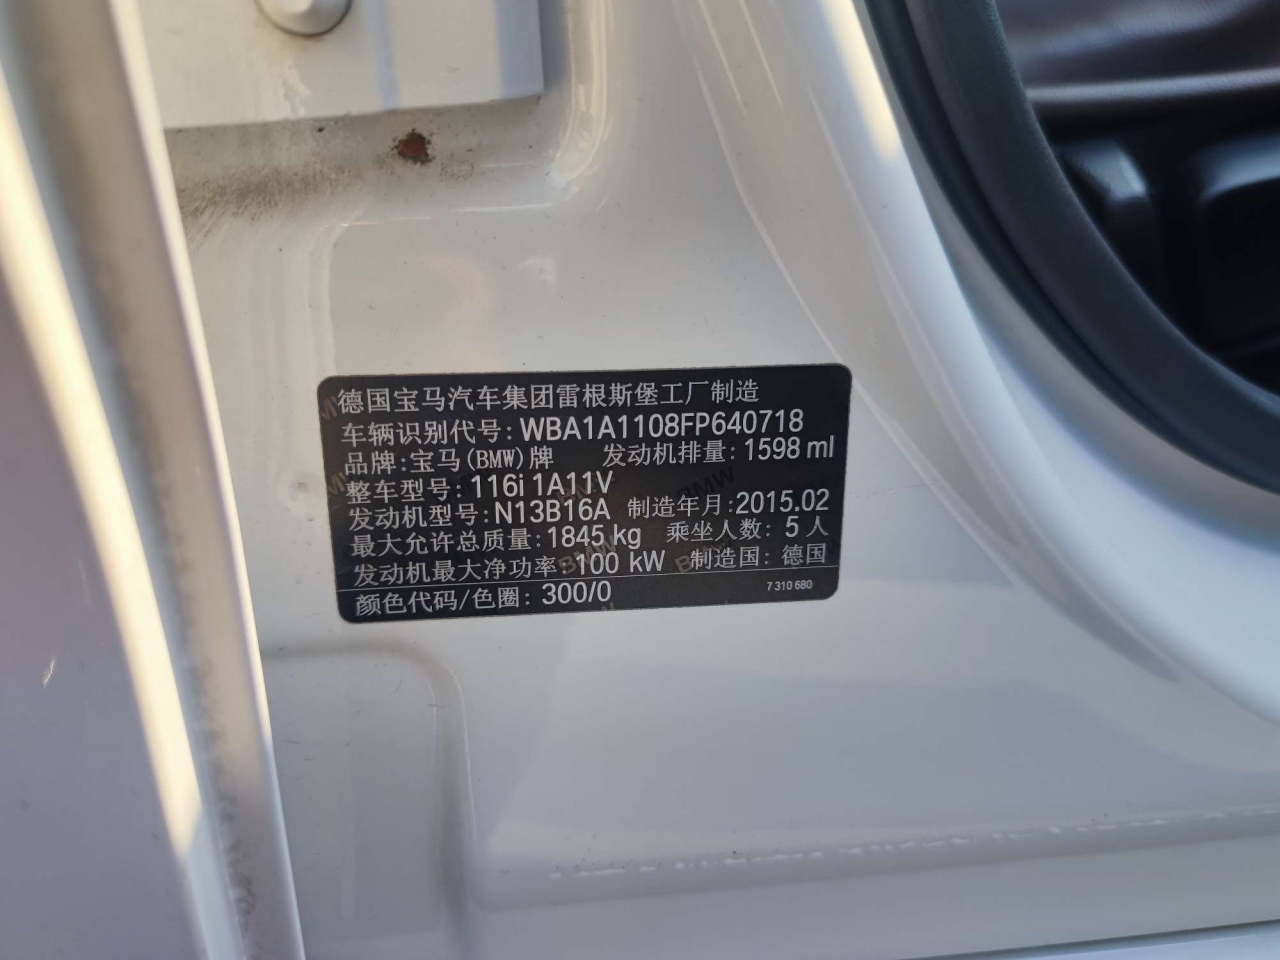 德国宝马汽车集团雷根斯堡工厂制造
车辆识别代号: WBA1A1108FP640718
品牌:宝马(BMW)牌 发动机排量: 1598 ml
整车型号: 116i 1A11V
发动机型号: N13B16A 制造年月:2015.02
最大允许总质量: 1845 kg 乘坐人数: 5 人
发动机最大净功率: 100 kW 制造国: 德国
颜色代码/色圈: 300/0 7 310 680